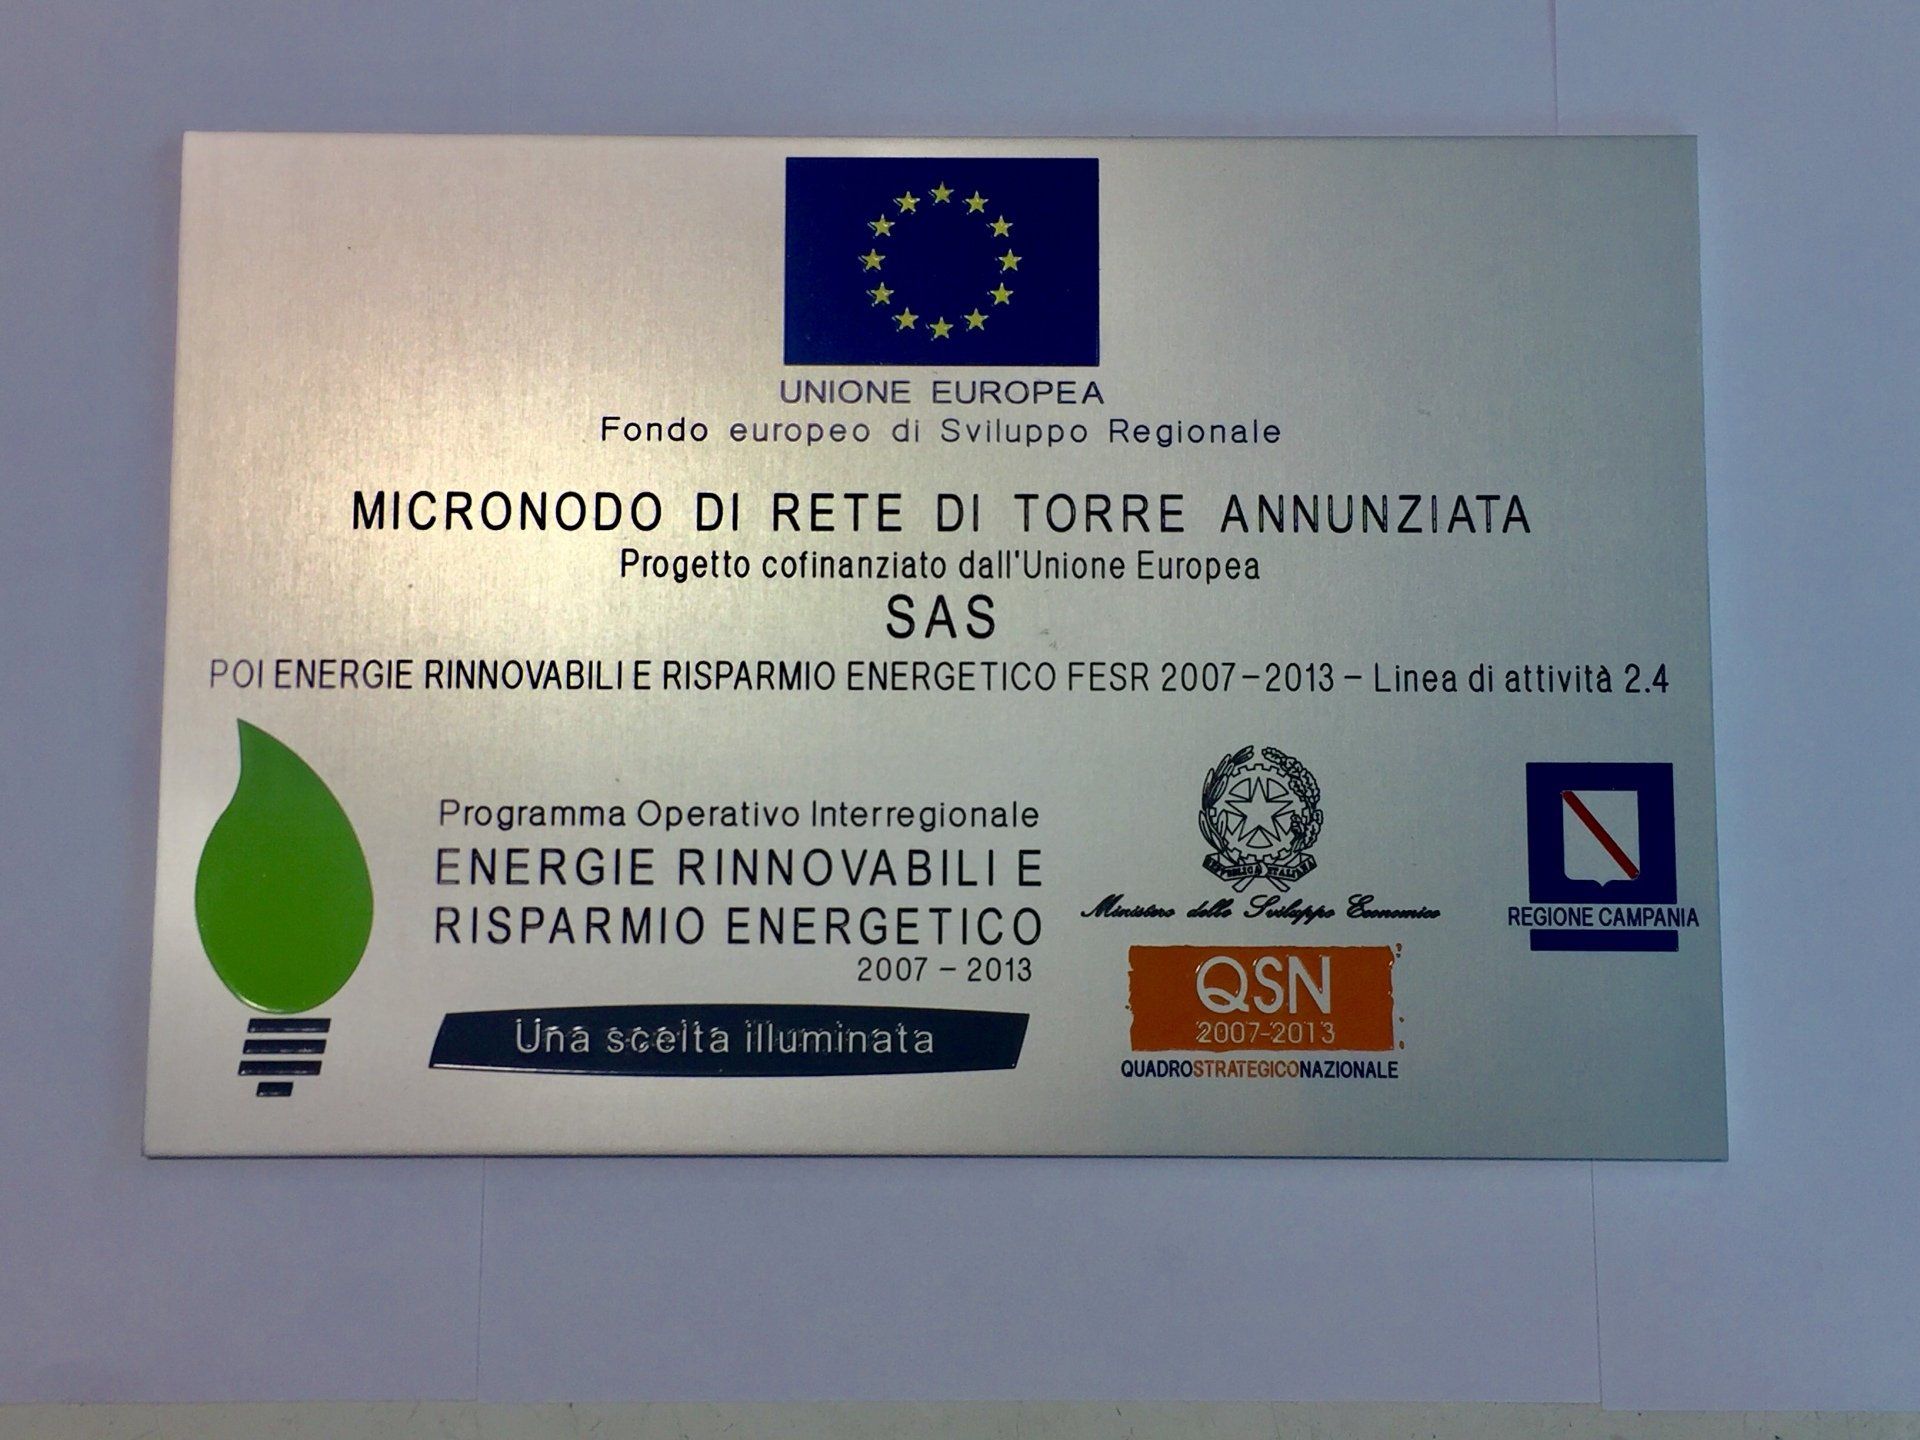 UNIONE EUROPEA
Fondo europeo di Sviluppo Regionale
MICRONODO DI RETE DI TORRE ANNUNZIATA
Progetto cofinanziato dall'Unione Europea
SAS
POI ENERGIE RINNOVABILI E RISPARMIO ENERGETICO FESR 2007-2013 - Linea di attività 2.4
Programma Operativo Interregionale
ENERGIE RINNOVABILI E
RISPARMIO ENERGETICO
2007 - 2013
Una scelta illuminata
REPVBBLICA ITALIANA
Ministero dello Sviluppo Economico
QSN
2007-2013
QUADROSTRATEGICONAZIONALE
REGIONE CAMPANIA